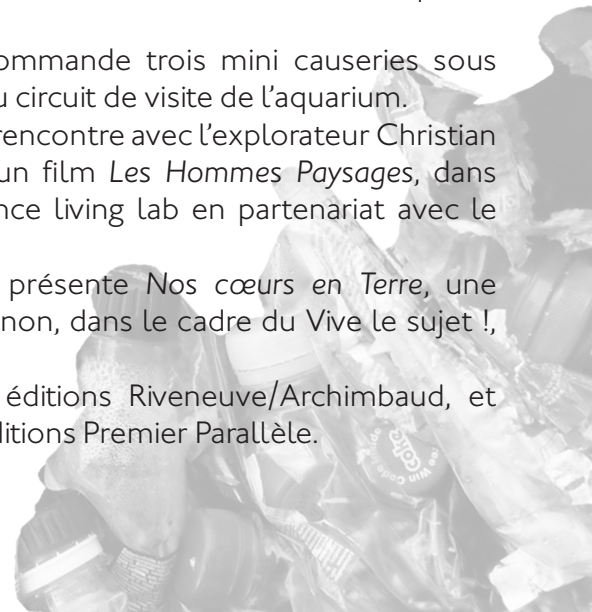 ommande trois mini causeries sous
u circuit de visite de l'aquarium.
rencontre avec l'explorateur Christian
un film Les Hommes Paysages, dans
nce living lab en partenariat avec le
présente Nos cœurs en Terre, une
non, dans le cadre du Vive le sujet !,
éditions Riveneuve/Archimbaud, et
ditions Premier Parallèle.